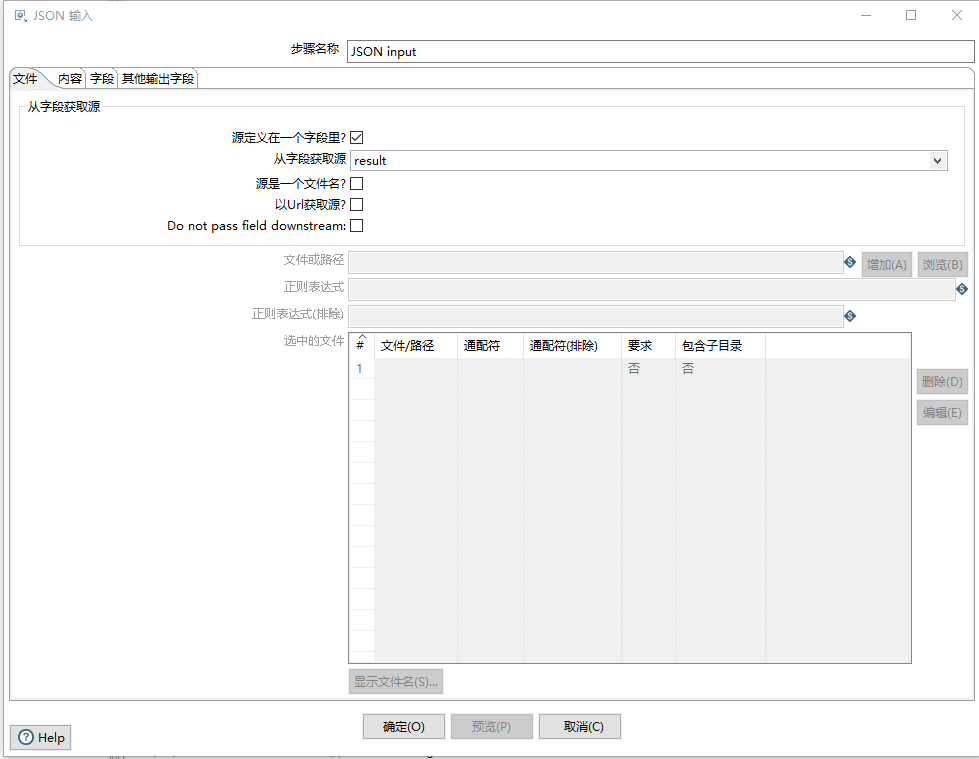 JSON 输入
步骤名称 JSON input
文件 内容 字段 其他输出字段
从字段获取源
源定义在一个字段里?
从字段获取源 result
源是一个文件名?
以Url获取源?
Do not pass field downstream:
文件或路径 增加(A) 浏览(B)
正则表达式
正则表达式(排除)
选中的文件 # 文件/路径 通配符 通配符(排除) 要求 包含子目录
1 否 否
删除(D)
编辑(E)
显示文件名(S)...
确定(O) 预览(P) 取消(C)
Help